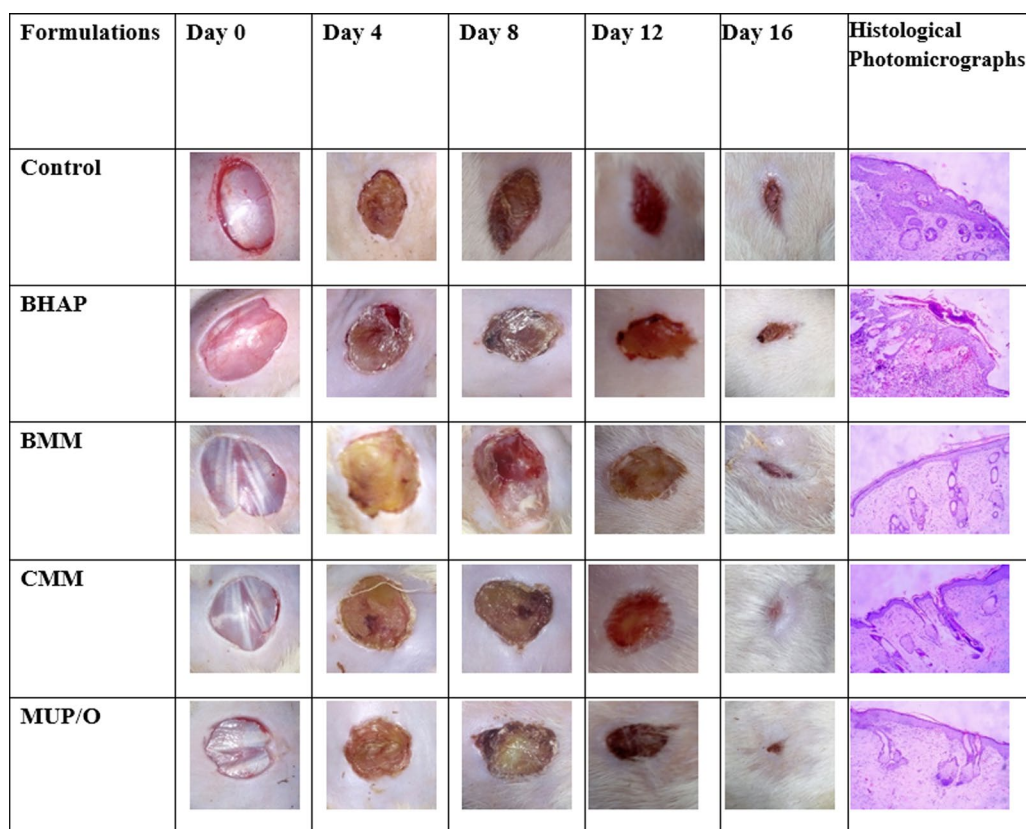 Formulations Day 0 Day 4 Day 8 Day 12 Day 16 Histological
Photomicrographs
Control
BHAP
BMM
CMM
MUP/O